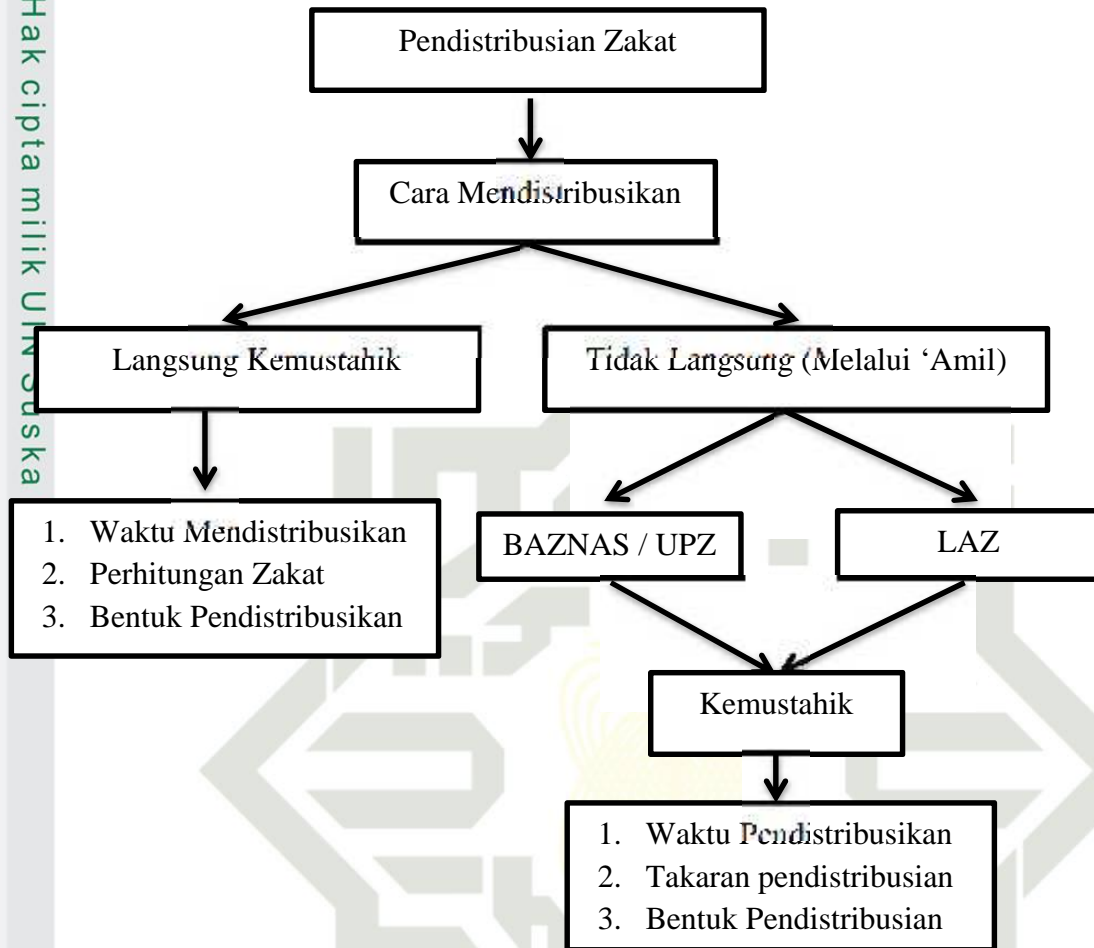 Hak cipta milik UIN Suska
Pendistribusian Zakat
Cara Mendistribusikan
Langsung Kemustahik
Tidak Langsung (Melalui ‘Amil)
1. Waktu Mendistribusikan
2. Perhitungan Zakat
3. Bentuk Pendistribusikan
BAZNAS / UPZ
LAZ
Kemustahik
1. Waktu Pendistribusikan
2. Takaran pendistribusian
3. Bentuk Pendistribusian